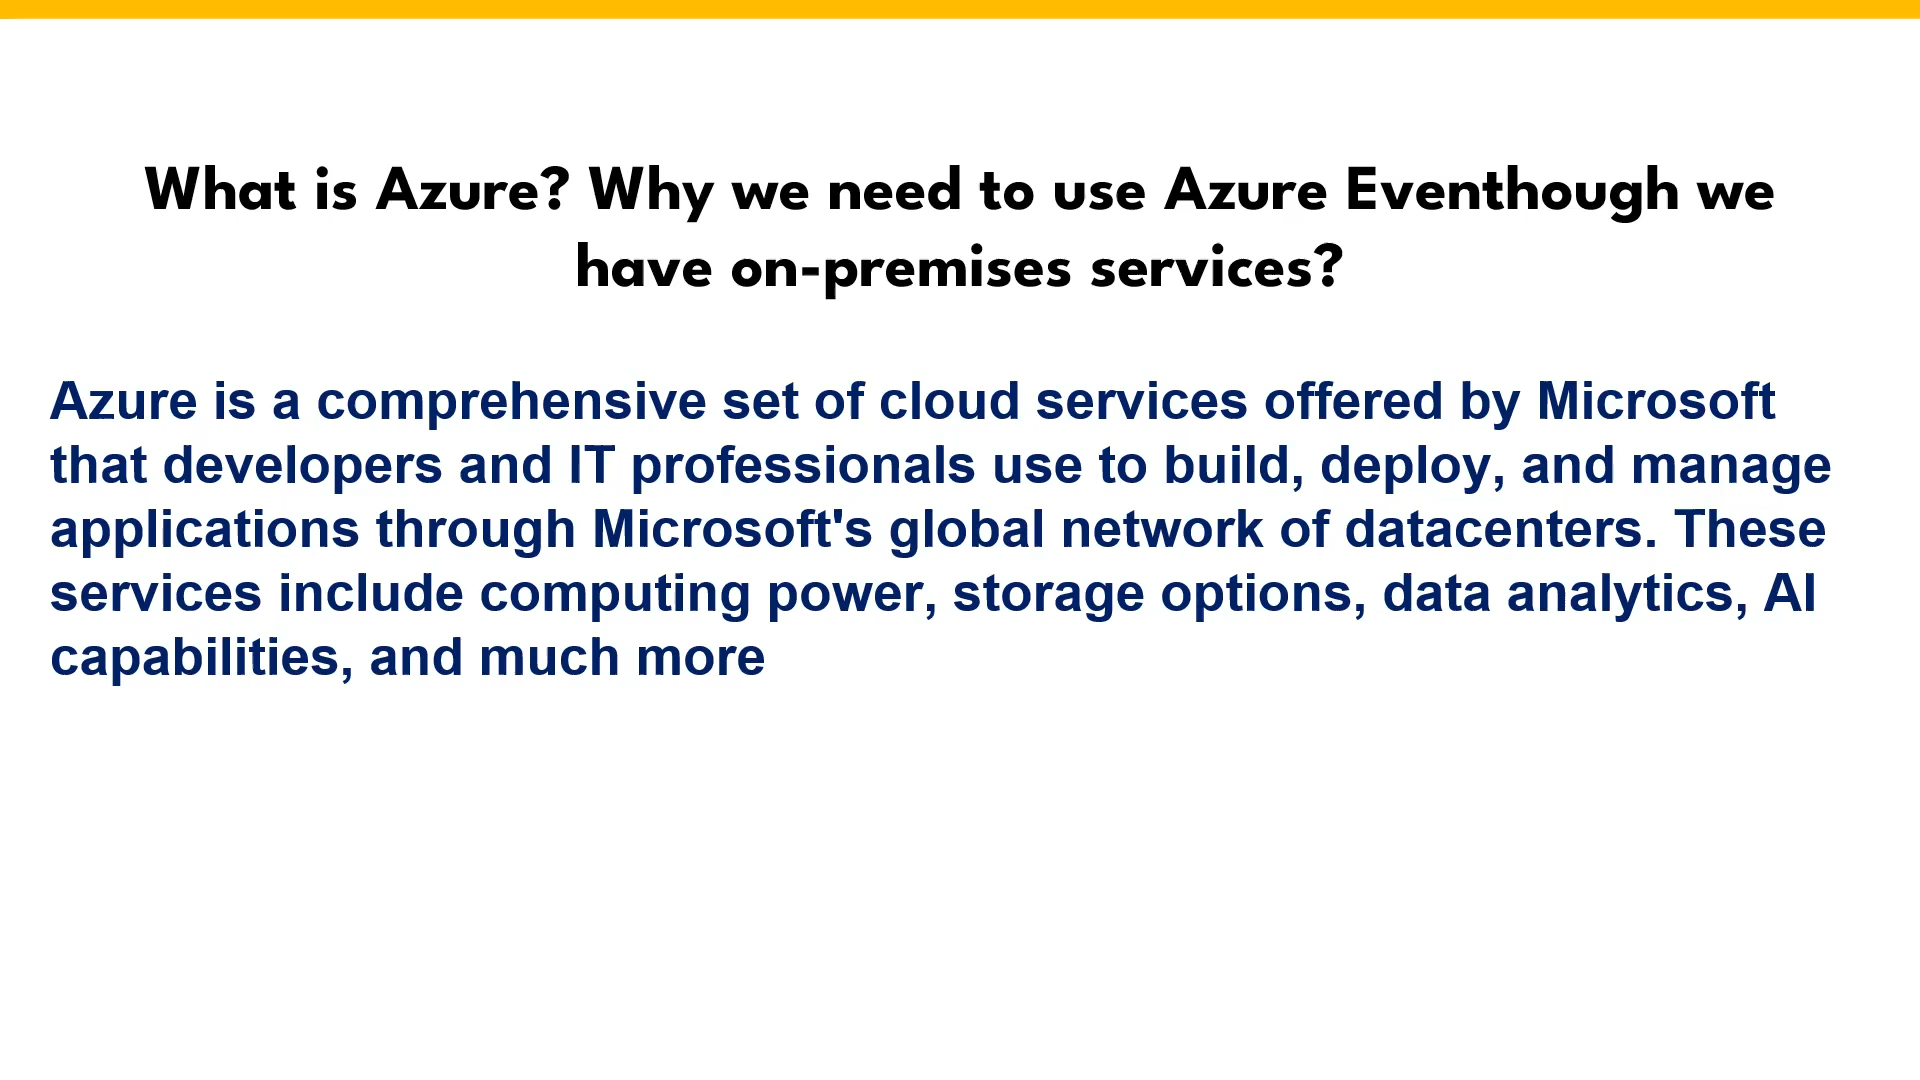 What is Azure? Why we need to use Azure Eventhough we
have on-premises services?
Azure is a comprehensive set of cloud services offered by Microsoft
that developers and IT professionals use to build, deploy, and manage
applications through Microsoft's global network of datacenters. These
services include computing power, storage options, data analytics, AI
capabilities, and much more